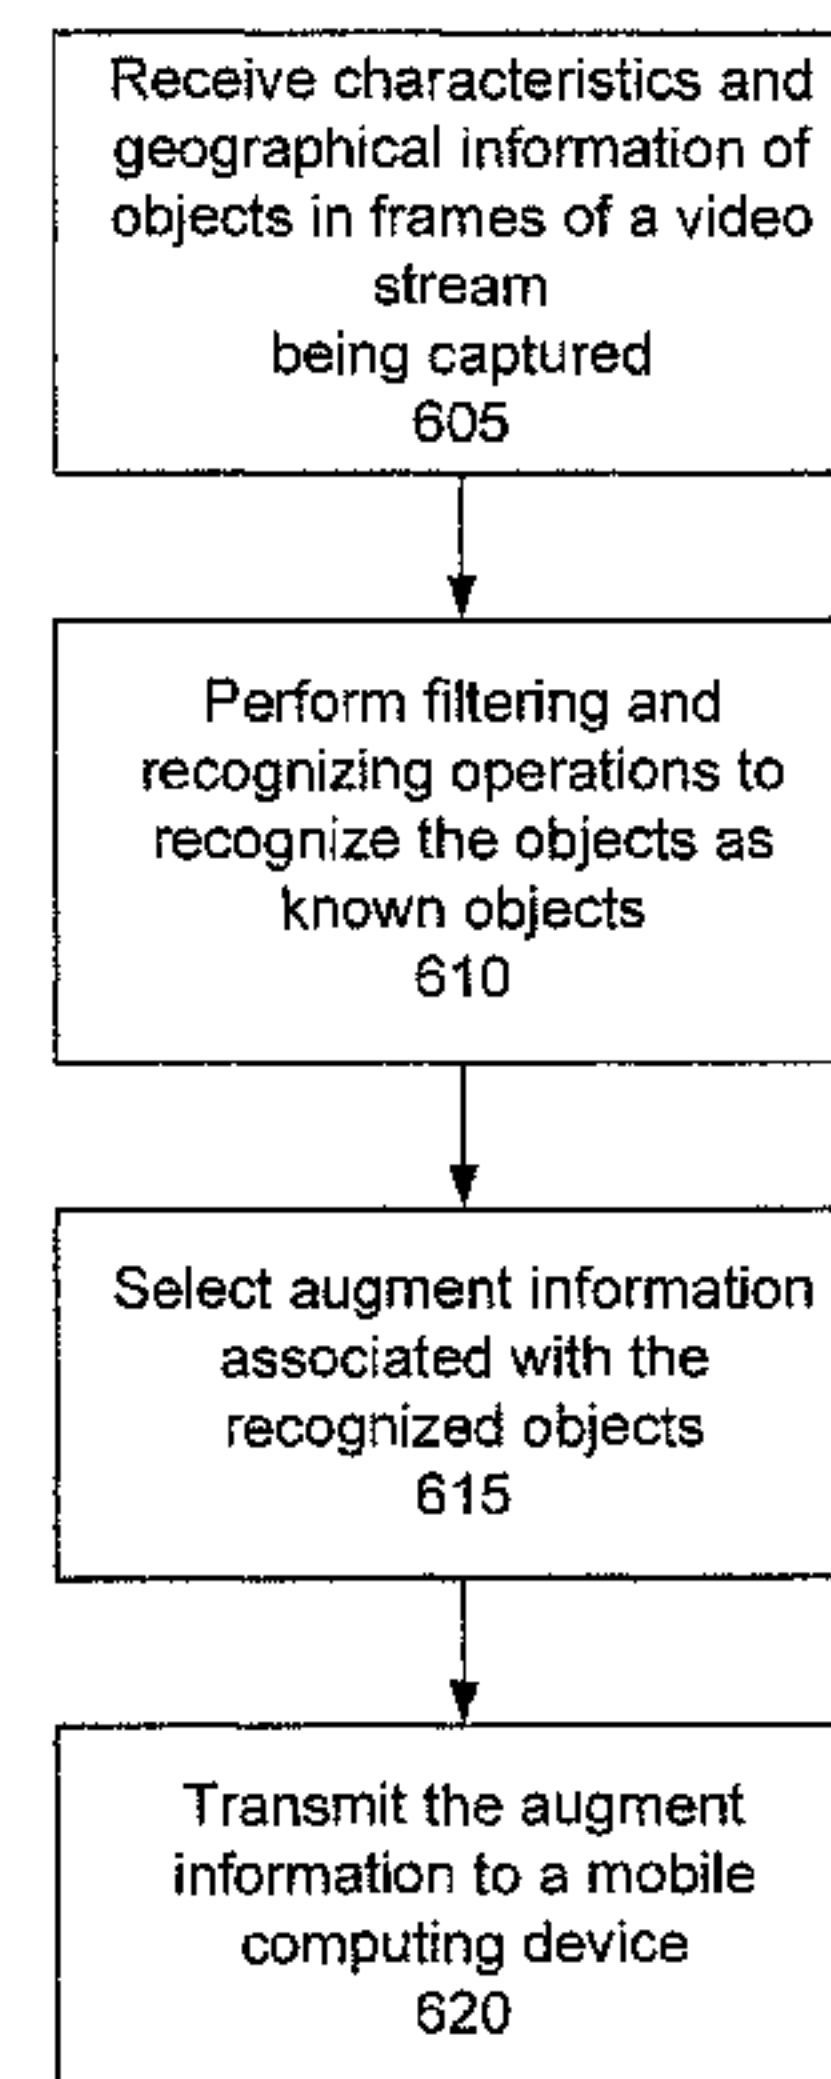 Receive characteristics and
geographical information of
objects in frames of a video
stream
being captured
605
Perform filtering and
recognizing operations to
recognize the objects as
known objects
610
Select augment information
associated with the
recognized objects
615
Transmit the augment
information to a mobile
computing device
620